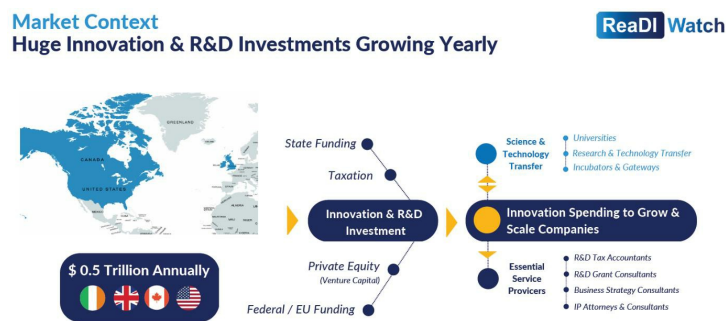 Market Context
Huge Innovation & R&D Investments Growing Yearly
ReaDI Watch
GREENLAND
CANADA
UNITED STATES
MEXICO
$ 0.5 Trillion Annually
State Funding
Taxation
Innovation & R&D
Investment
Private Equity
(Venture Capital)
Federal / EU Funding
Science &
Technology
Transfer
Universities
Research & Technology Transfer
Incubators & Gateways
Innovation Spending to Grow &
Scale Companies
Essential
Service
Provicers
R&D Tax Accountants
R&D Grant Consultants
Business Strategy Consultants
IP Attorneys & Consultants